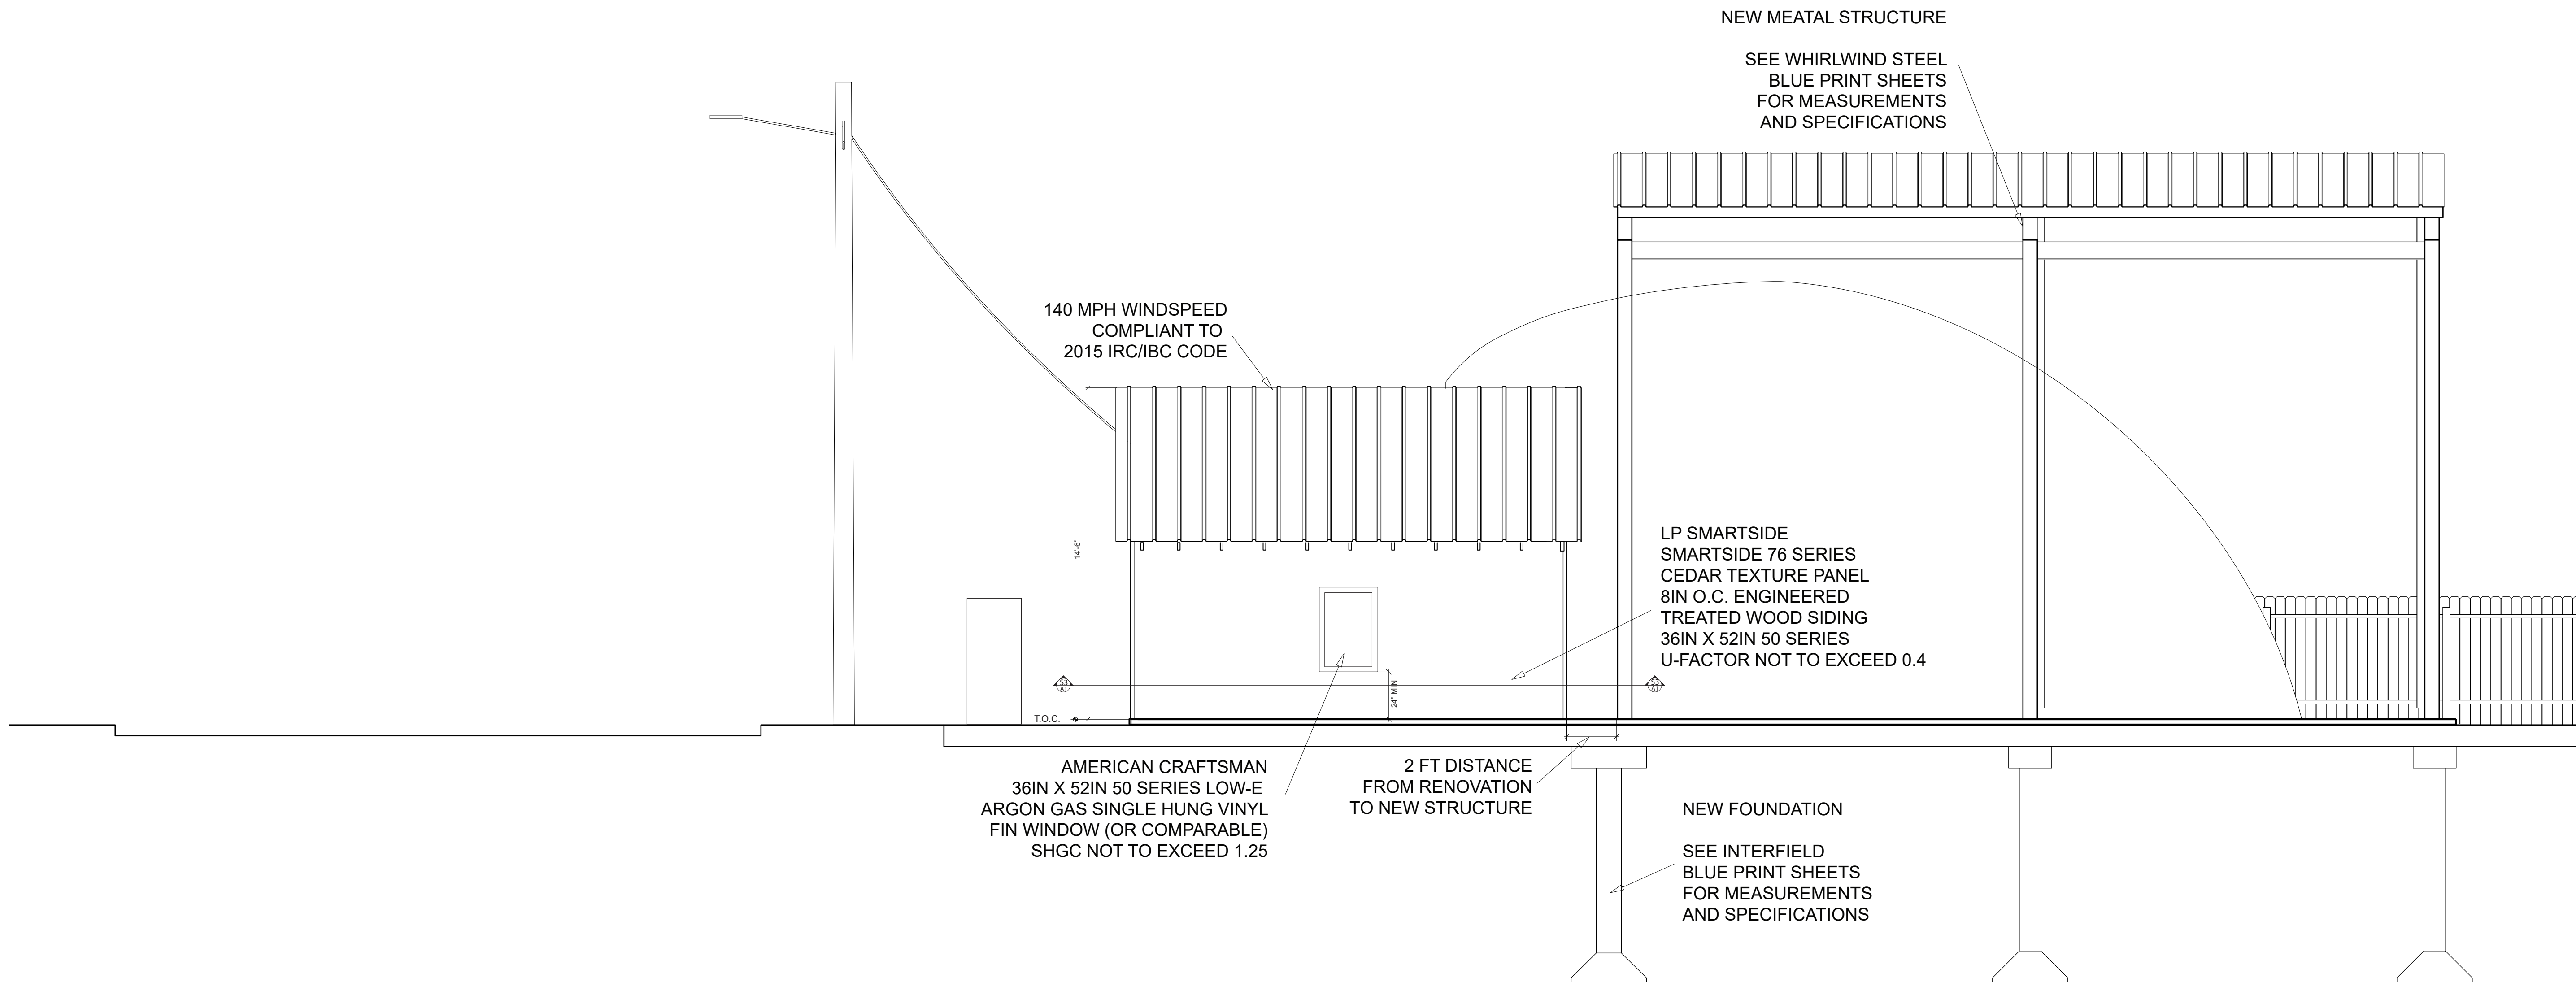 NEW MEATAL STRUCTURE
SEE WHIRLWIND STEEL
BLUE PRINT SHEETS
FOR MEASUREMENTS
AND SPECIFICATIONS
140 MPH WINDSPEED
COMPLIANT TO
2015 IRC/IBC CODE
14'-6"
LP SMARTSIDE
SMARTSIDE 76 SERIES
CEDAR TEXTURE PANEL
8IN O.C. ENGINEERED
TREATED WOOD SIDING
36IN X 52IN 50 SERIES
U-FACTOR NOT TO EXCEED 0.4
S3
A1
S3
A1
24" MIN
T.O.C.
AMERICAN CRAFTSMAN
36IN X 52IN 50 SERIES LOW-E
ARGON GAS SINGLE HUNG VINYL
FIN WINDOW (OR COMPARABLE)
SHGC NOT TO EXCEED 1.25
2 FT DISTANCE
FROM RENOVATION
TO NEW STRUCTURE
NEW FOUNDATION
SEE INTERFIELD
BLUE PRINT SHEETS
FOR MEASUREMENTS
AND SPECIFICATIONS